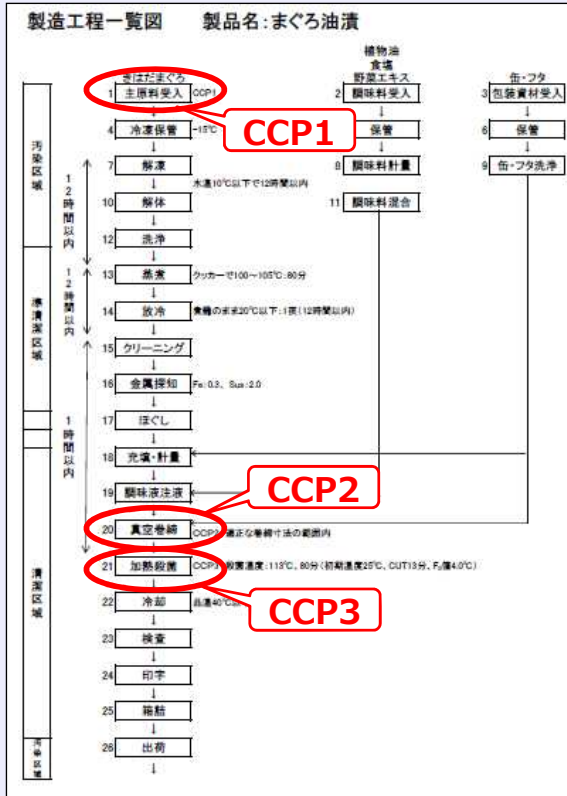 製造工程一覧図 製品名:まぐろ油漬
植物油
食塩
きはだまぐろ 野菜エキス 缶・フタ
1 主原料受入 CCP1 2 調味料受入 3 包装資材受入
CCP1
4 冷凍保管 -15℃ 5 保管 6 保管
7 解凍 8 調味料計量 9 缶・フタ洗浄
水温10℃以下で12時間以内
10 解体 11 調味料混合
12 洗浄
13 蒸煮 クッカーで100~105℃:80分
14 放冷 煮籠のまま20℃以下:1夜(12時間以内)
15 クリーニング
16 金属探知 Fe:0.3、Sus:2.0
17 ほぐし
18 充填・計量
19 調味液注液
CCP2
20 真空巻締 CCP2 適正な巻締寸法の範囲内
21 加熱殺菌 CCP3 殺菌温度:113℃、80分(初期温度25℃、CUT13分、F₀値4.0℃)
CCP3
22 冷却 品温40℃
23 検査
24 印字
25 箱詰
26 出荷
汚染区域
準清潔区域
清潔区域
汚染区域
12時間以内
12時間以内
1時間以内